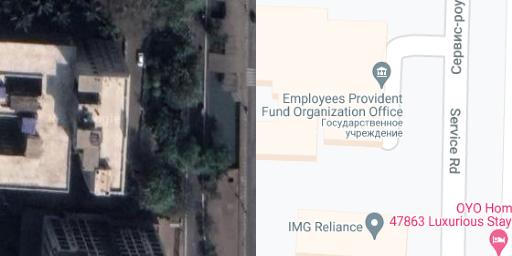 Сервис-роу
Employees Provident
Fund Organization Office
Государственное
учреждение
Service Rd
OYO Hom
47863 Luxurious Stay
IMG Reliance